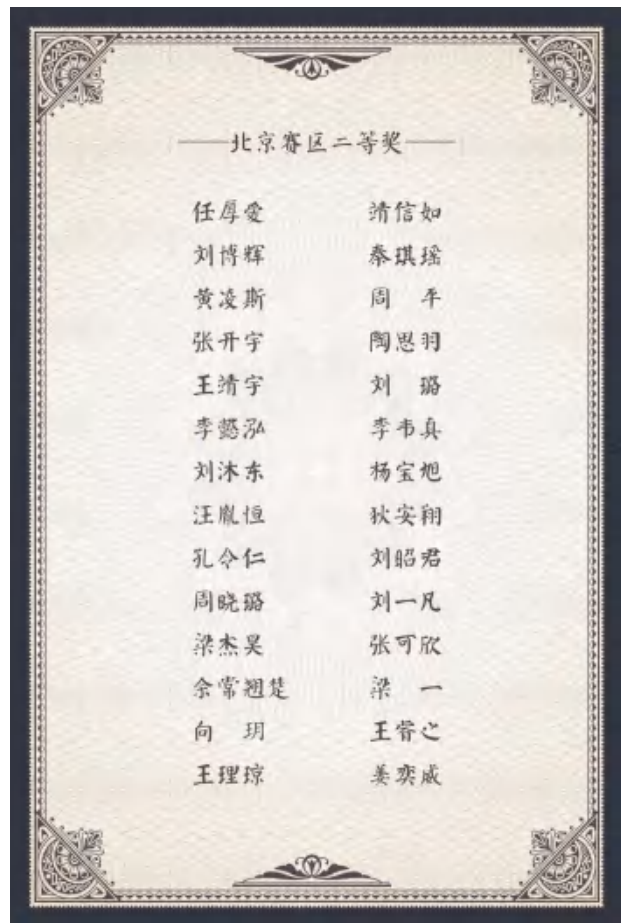 北京赛区二等奖
任厚爱 靖信如
刘博辉 秦琪瑶
黄凌斯 周 平
张开宇 陶思羽
王靖宇 刘 璐
李懿泓 李韦真
刘沐东 杨宝旭
汪胤恒 狄安翔
孔令仁 刘昭君
周晓璐 刘一凡
梁杰昊 张可欣
余常翘楚 梁 一
向 玥 王睿之
王理琼 姜奕成